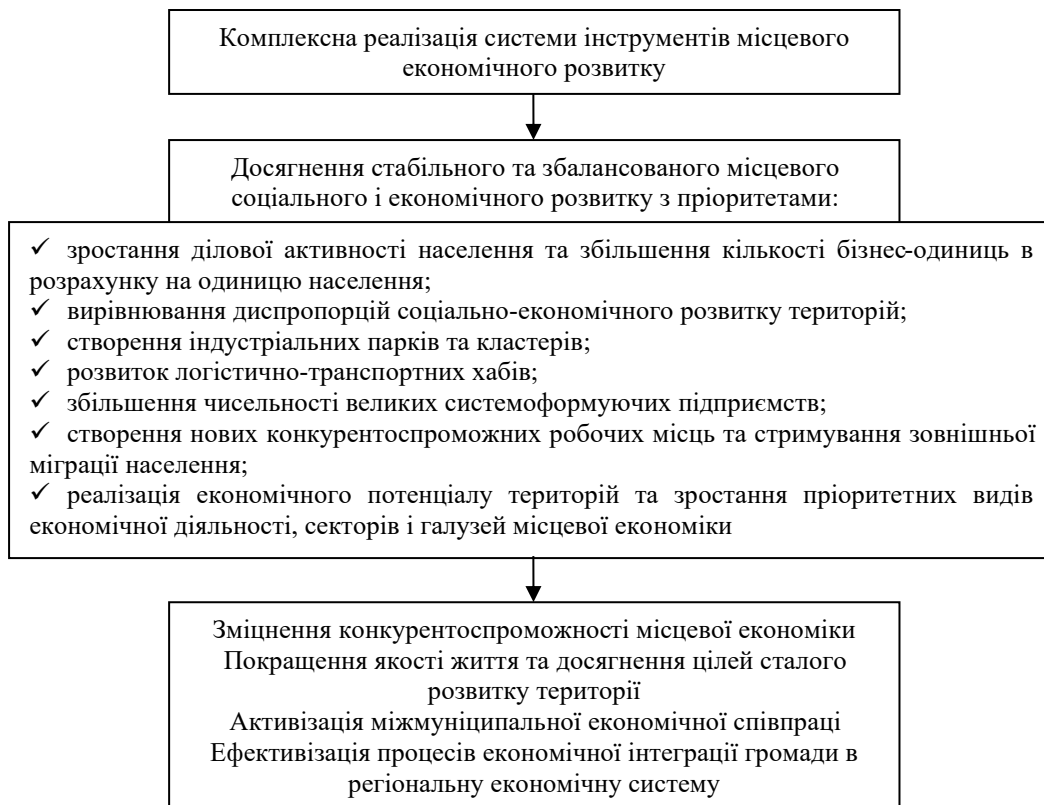 Комплексна реалізація системи інструментів місцевого
економічного розвитку
Досягнення стабільного та збалансованого місцевого
соціального і економічного розвитку з пріоритетами:
✓ зростання ділової активності населення та збільшення кількості бізнес-одиниць в
розрахунку на одиницю населення;
✓ вирівнювання диспропорцій соціально-економічного розвитку територій;
✓ створення індустріальних парків та кластерів;
✓ розвиток логістично-транспортних хабів;
✓ збільшення чисельності великих системоформуючих підприємств;
✓ створення нових конкурентоспроможних робочих місць та стримування зовнішньої
міграції населення;
✓ реалізація економічного потенціалу територій та зростання пріоритетних видів
економічної діяльності, секторів і галузей місцевої економіки
Зміцнення конкурентоспроможності місцевої економіки
Покращення якості життя та досягнення цілей сталого
розвитку території
Активізація міжмуніципальної економічної співпраці
Ефективізація процесів економічної інтеграції громади в
регіональну економічну систему